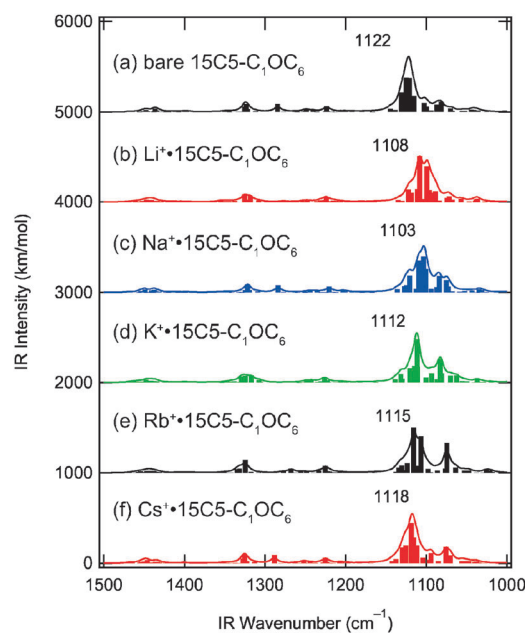 1122
(a) bare 15C5-C₁OC₆
1108
(b) Li⁺•15C5-C₁OC₆
1103
(c) Na⁺•15C5-C₁OC₆
1112
(d) K⁺•15C5-C₁OC₆
1115
(e) Rb⁺•15C5-C₁OC₆
1118
(f) Cs⁺•15C5-C₁OC₆
6000
5000
4000
3000
2000
1000
0
IR Intensity (km/mol)
1500 1400 1300 1200 1100 1000
IR Wavenumber (cm⁻¹)